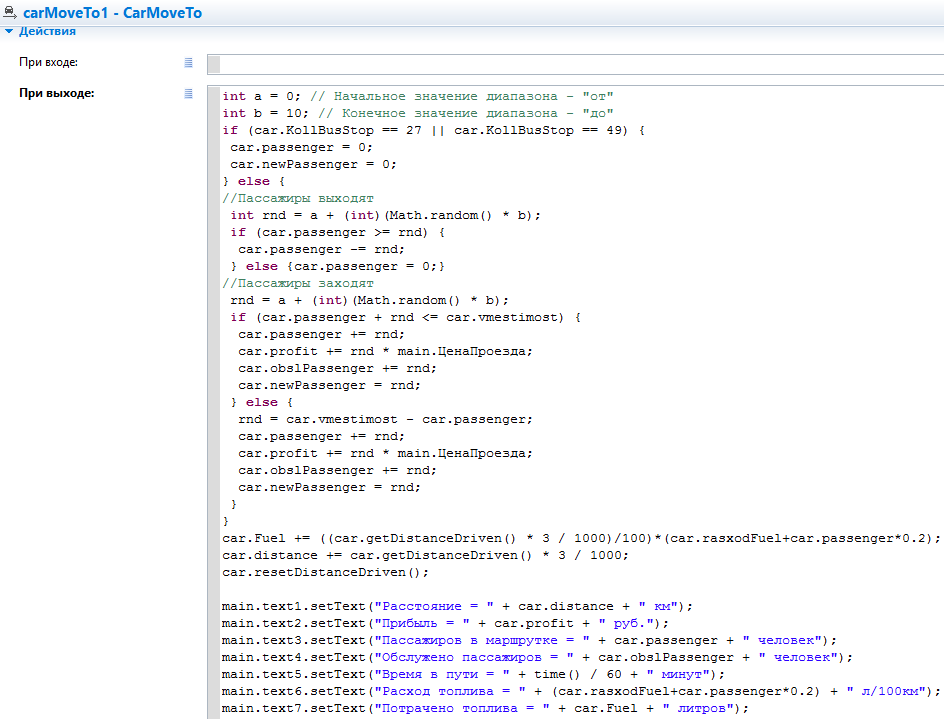 carMoveTo1 - CarMoveTo
Действия
При входе:
При выходе:
int a = 0; // Начальное значение диапазона - "от"
int b = 10; // Конечное значение диапазона - "до"
if (car.KollBusStop == 27 || car.KollBusStop == 49) {
 car.passenger = 0;
 car.newPassenger = 0;
} else {
//Пассажиры выходят
 int rnd = a + (int)(Math.random() * b);
 if (car.passenger >= rnd) {
  car.passenger -= rnd;
 } else {car.passenger = 0;}
//Пассажиры заходят
 rnd = a + (int)(Math.random() * b);
 if (car.passenger + rnd <= car.vmestimost) {
  car.passenger += rnd;
  car.profit += rnd * main.ЦенаПроезда;
  car.obslPassenger += rnd;
  car.newPassenger = rnd;
 } else {
  rnd = car.vmestimost - car.passenger;
  car.passenger += rnd;
  car.profit += rnd * main.ЦенаПроезда;
  car.obslPassenger += rnd;
  car.newPassenger = rnd;
 }
}
car.Fuel += ((car.getDistanceDriven() * 3 / 1000)/100)*(car.rasxodFuel+car.passenger*0.2);
car.distance += car.getDistanceDriven() * 3 / 1000;
car.resetDistanceDriven();
main.text1.setText("Расстояние = " + car.distance + " км");
main.text2.setText("Прибыль = " + car.profit + " руб.");
main.text3.setText("Пассажиров в маршрутке = " + car.passenger + " человек");
main.text4.setText("Обслужено пассажиров = " + car.obslPassenger + " человек");
main.text5.setText("Время в пути = " + time() / 60 + " минут");
main.text6.setText("Расход топлива = " + (car.rasxodFuel+car.passenger*0.2) + " л/100км");
main.text7.setText("Потрачено топлива = " + car.Fuel + " литров");